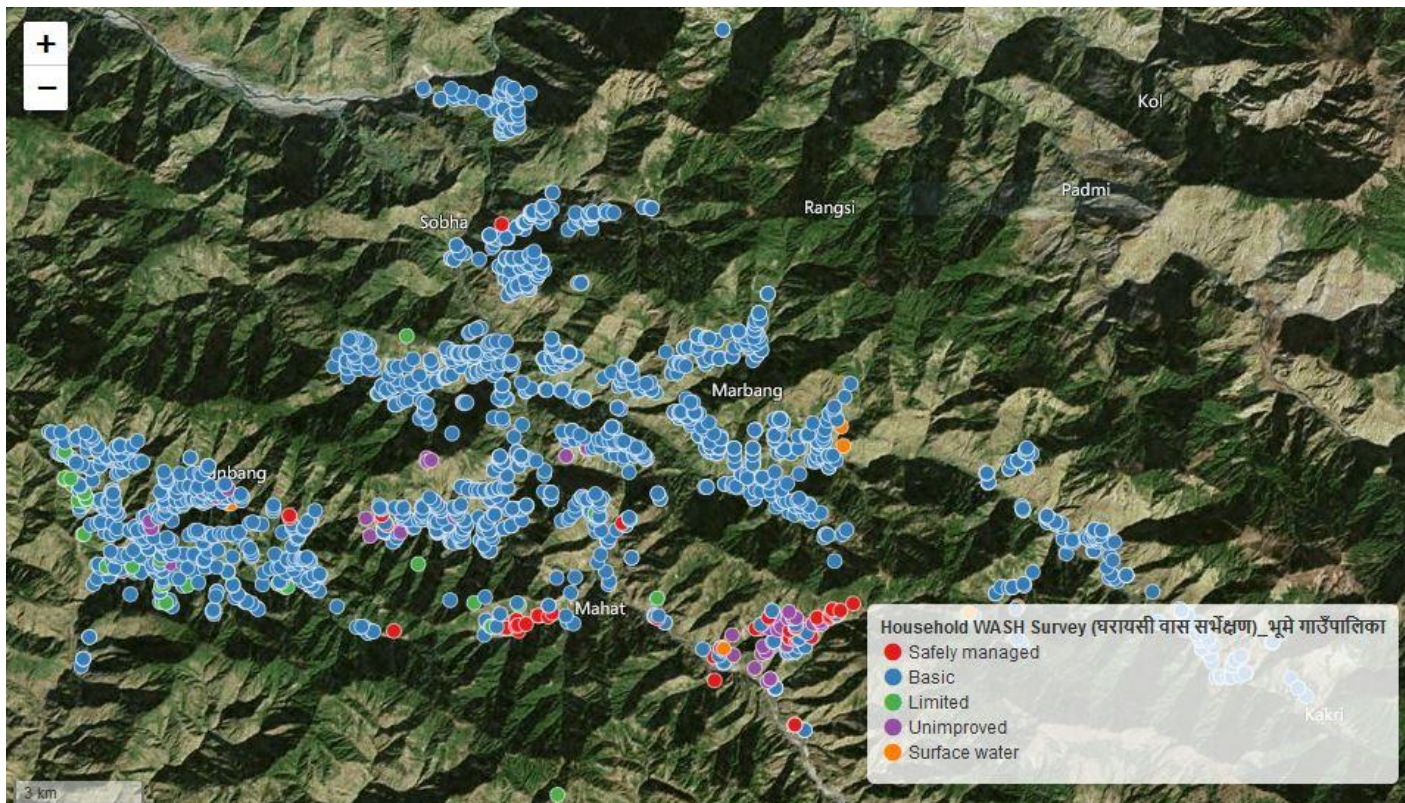 +
−
Kol
Padmi
Rangsi
Sobha
Marbang
nbang
Mahat
Household WASH Survey (घरायसी वास सर्भेक्षण)_भूमे गाउँपालिका
Safely managed
Basic
Limited
Unimproved
Surface water
Kakri
3 km